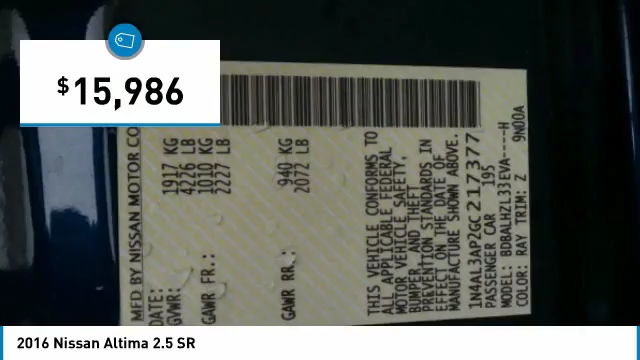 $15,986
MFD BY NISSAN MOTOR CO
DATE:
GVWR: 1917 KG
4226 LB
GAWR FR.: 1010 KG
2227 LB
GAWR RR.: 940 KG
2072 LB
THIS VEHICLE CONFORMS TO
ALL APPLICABLE FEDERAL
MOTOR VEHICLE SAFETY,
BUMPER, AND THEFT
PREVENTION STANDARDS IN
EFFECT ON THE DATE OF
MANUFACTURE SHOWN ABOVE.
1N4AL3AP2GC217377
PASSENGER CAR 195
MODEL: BDBALHZL33EVA----H
COLOR: RAY TRIM: Z 9N00A
2016 Nissan Altima 2.5 SR